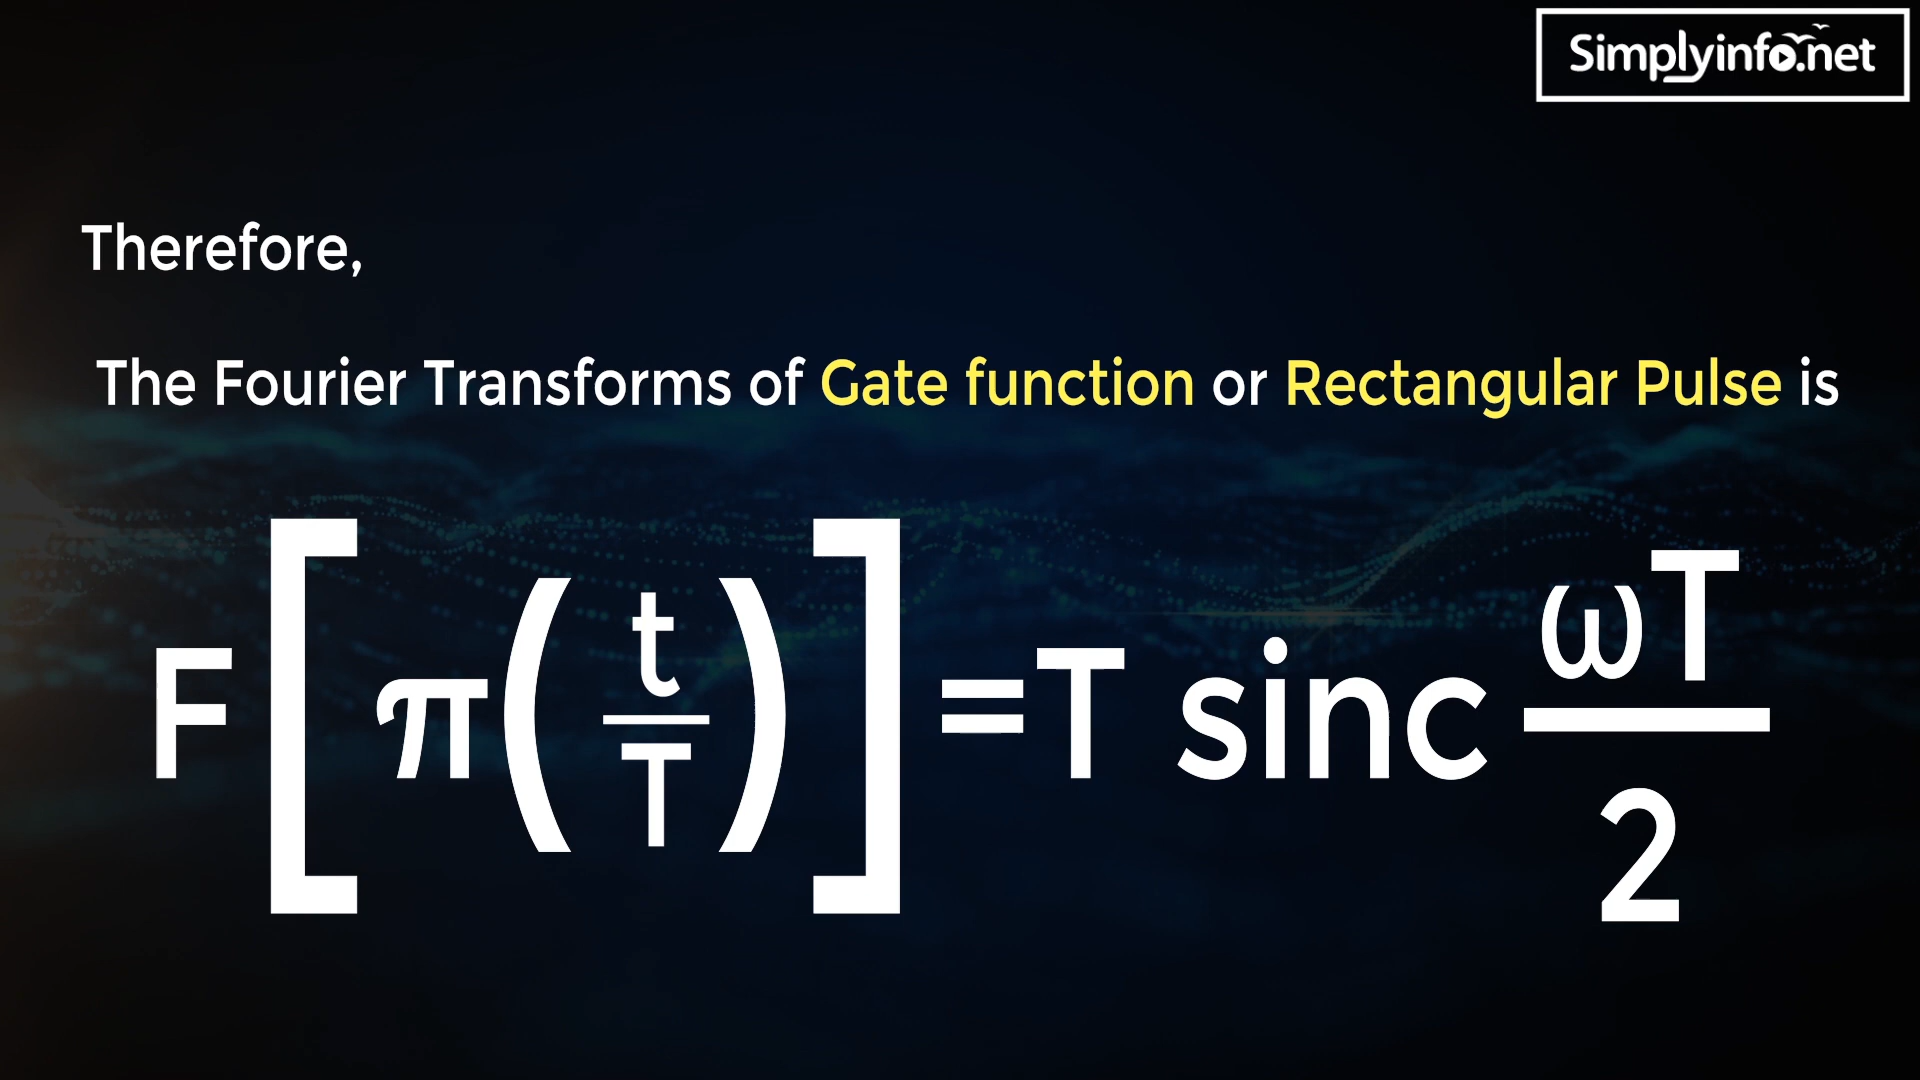 Simplyinfo.net
Therefore,
The Fourier Transforms of Gate function or Rectangular Pulse is
F[π(t/T)]=T sinc ωT/2